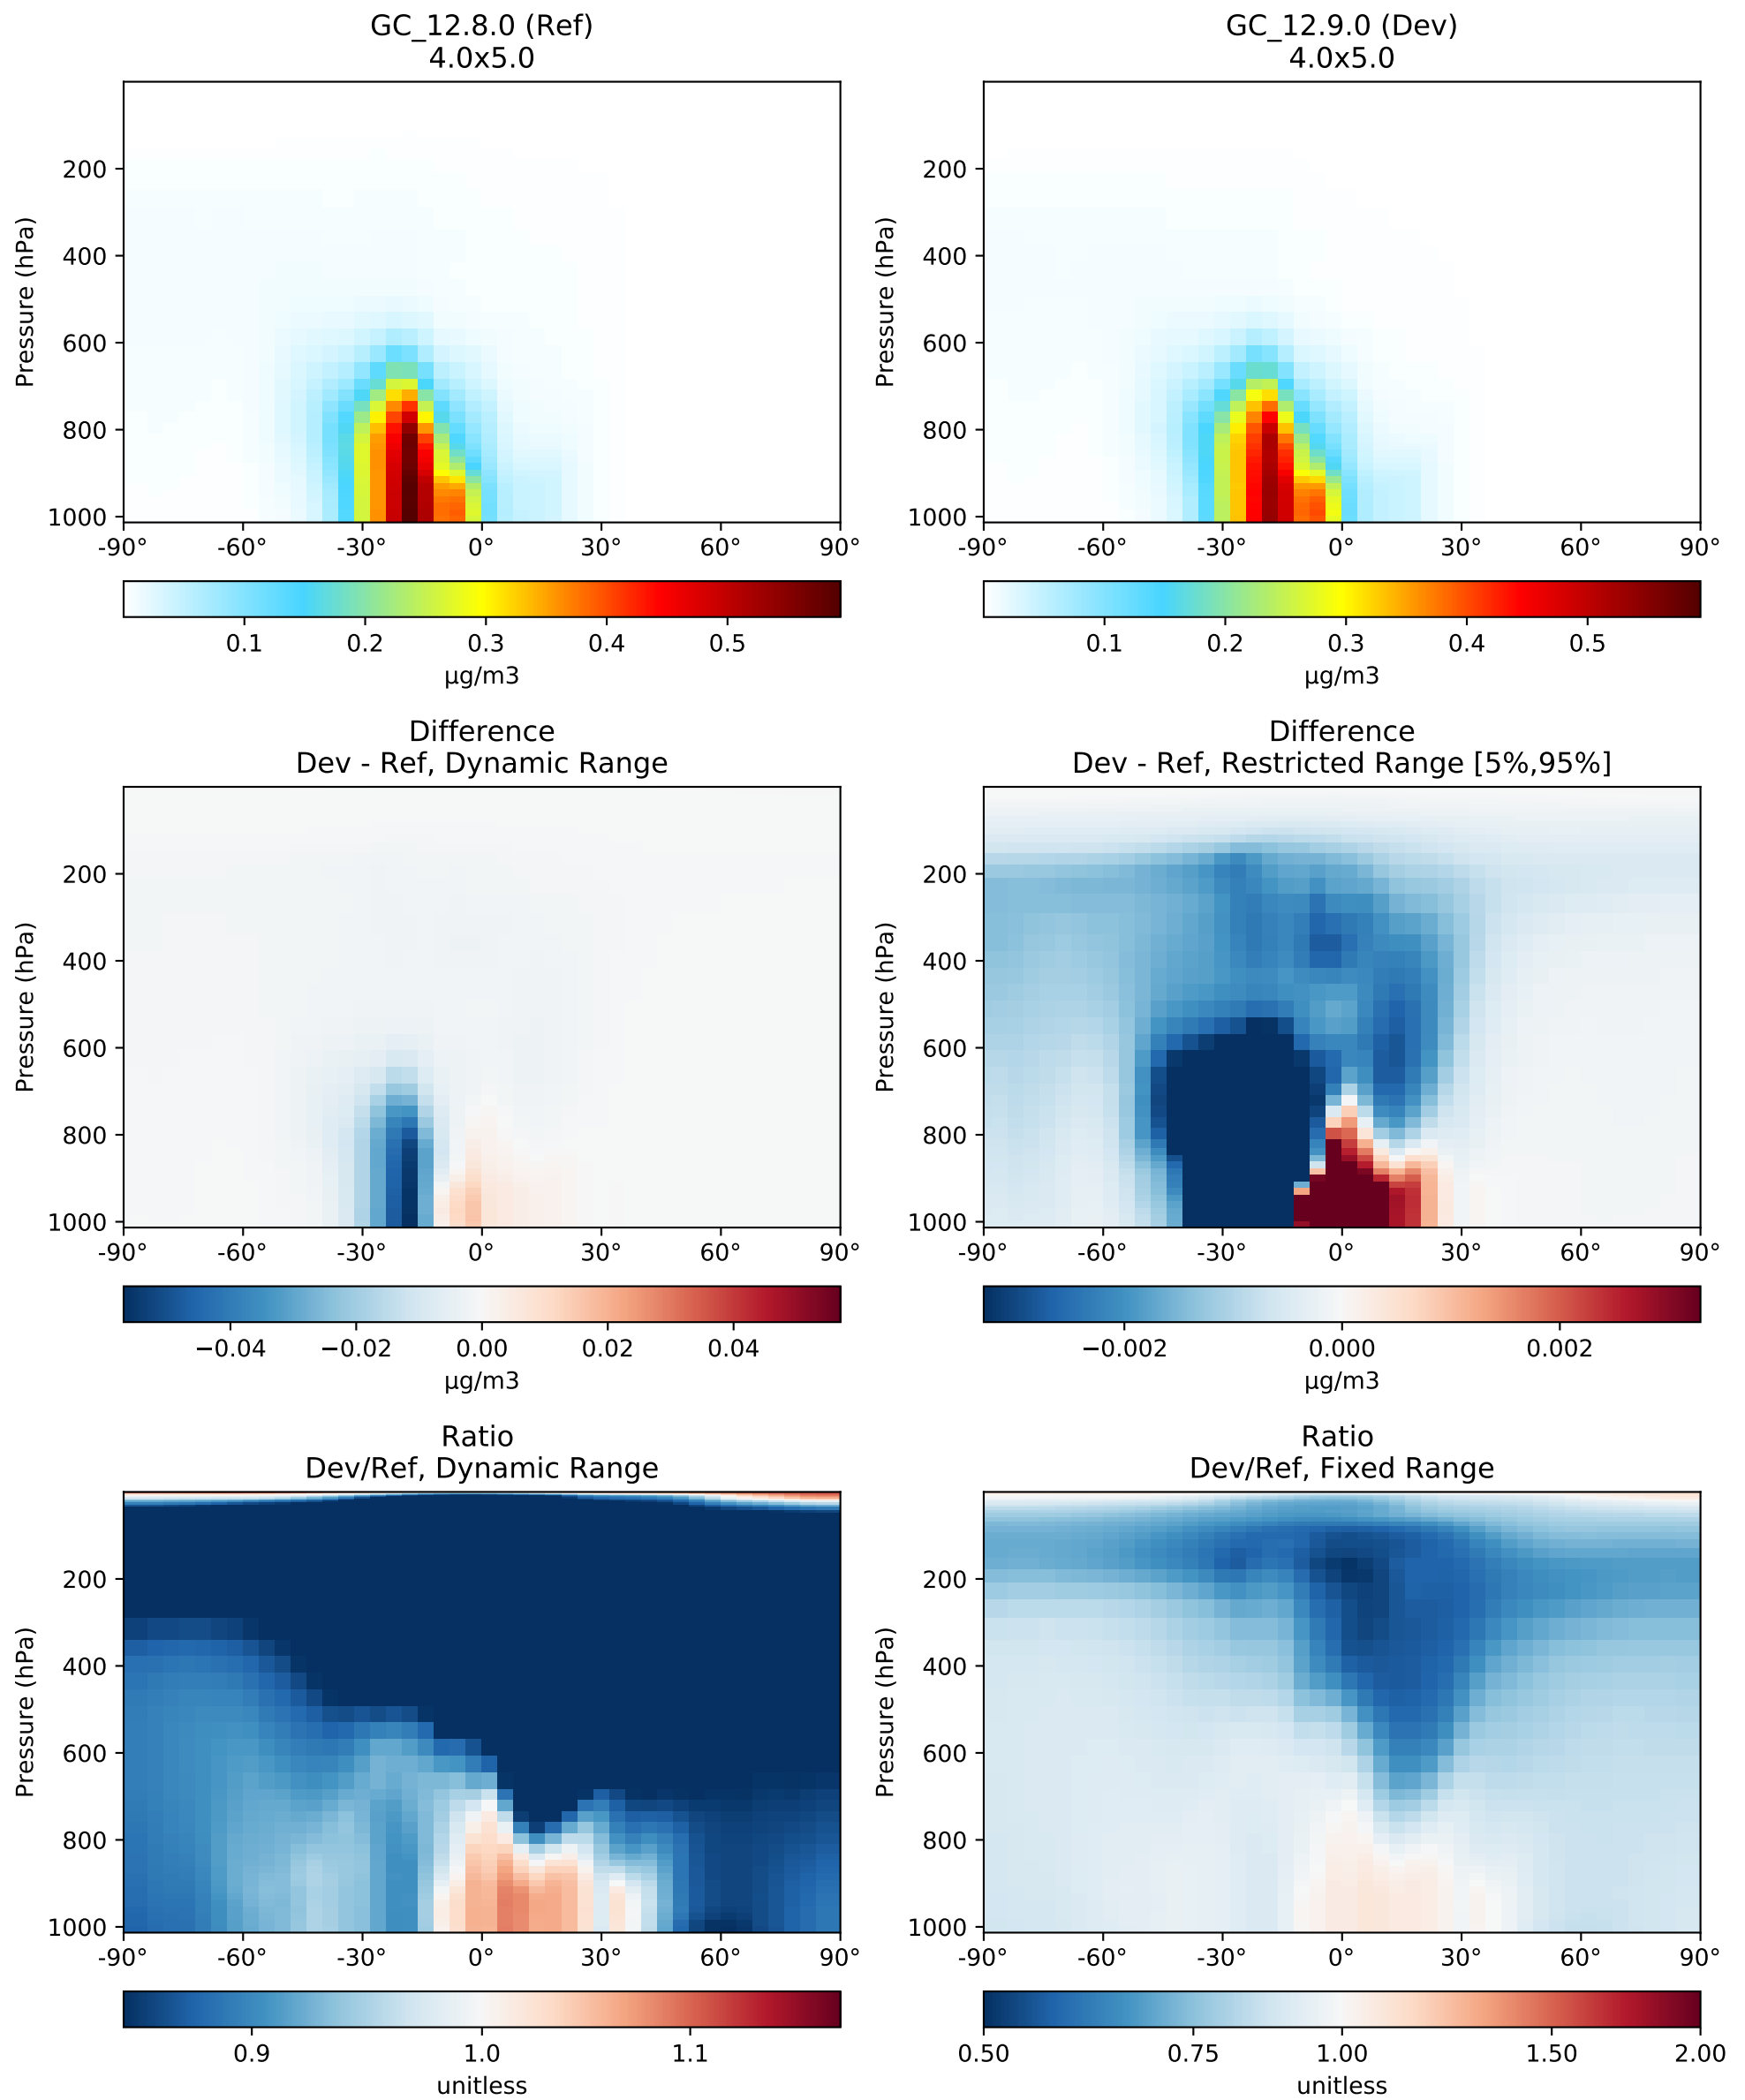 GC_12.8.0 (Ref)
4.0x5.0
GC_12.9.0 (Dev)
4.0x5.0
Pressure (hPa)
200
400
600
800
1000
-90° -60° -30° 0° 30° 60° 90°
0.1 0.2 0.3 0.4 0.5
μg/m3
Pressure (hPa)
200
400
600
800
1000
-90° -60° -30° 0° 30° 60° 90°
0.1 0.2 0.3 0.4 0.5
μg/m3
Difference
Dev - Ref, Dynamic Range
Pressure (hPa)
200
400
600
800
1000
-90° -60° -30° 0° 30° 60° 90°
−0.04 −0.02 0.00 0.02 0.04
μg/m3
Difference
Dev - Ref, Restricted Range [5%,95%]
Pressure (hPa)
200
400
600
800
1000
-90° -60° -30° 0° 30° 60° 90°
−0.002 0.000 0.002
μg/m3
Ratio
Dev/Ref, Dynamic Range
Pressure (hPa)
200
400
600
800
1000
-90° -60° -30° 0° 30° 60° 90°
0.9 1.0 1.1
unitless
Ratio
Dev/Ref, Fixed Range
Pressure (hPa)
200
400
600
800
1000
-90° -60° -30° 0° 30° 60° 90°
0.50 0.75 1.00 1.50 2.00
unitless